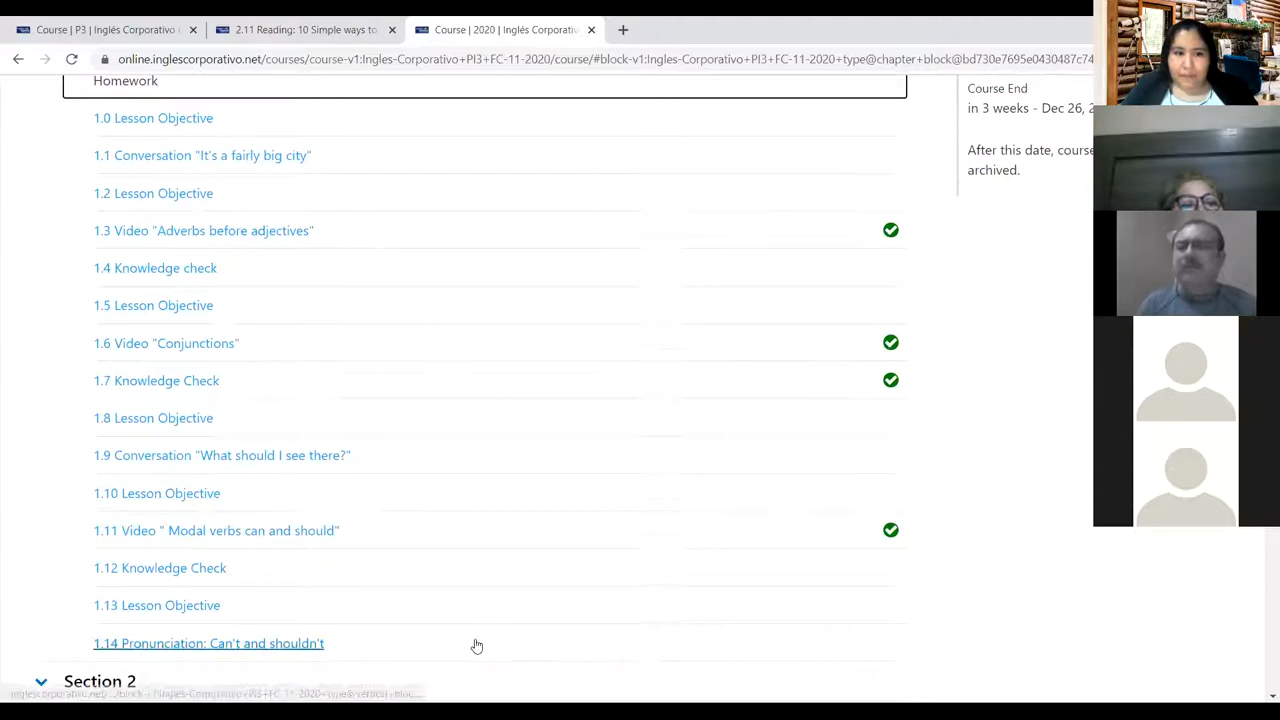 Course | P3 | Inglés Corporativo
2.11 Reading: 10 Simple ways to
Course | 2020 | Inglés Corporativo
online.inglescorporativo.net/courses/course-v1:Ingles-Corporativo+PI3+FC-11-2020+course/#block-v1:Ingles-Corporativo+PI3+FC-11-2020+type@chapter+block@bd730e7695e0430487c74
Homework
1.0 Lesson Objective
1.1 Conversation "It's a fairly big city"
1.2 Lesson Objective
1.3 Video "Adverbs before adjectives"
1.4 Knowledge check
1.5 Lesson Objective
1.6 Video "Conjunctions"
1.7 Knowledge Check
1.8 Lesson Objective
1.9 Conversation "What should I see there?"
1.10 Lesson Objective
1.11 Video " Modal verbs can and should"
1.12 Knowledge Check
1.13 Lesson Objective
1.14 Pronunciation: Can't and shouldn't
Section 2
Course End
in 3 weeks - Dec 26, 2
After this date, course
archived.